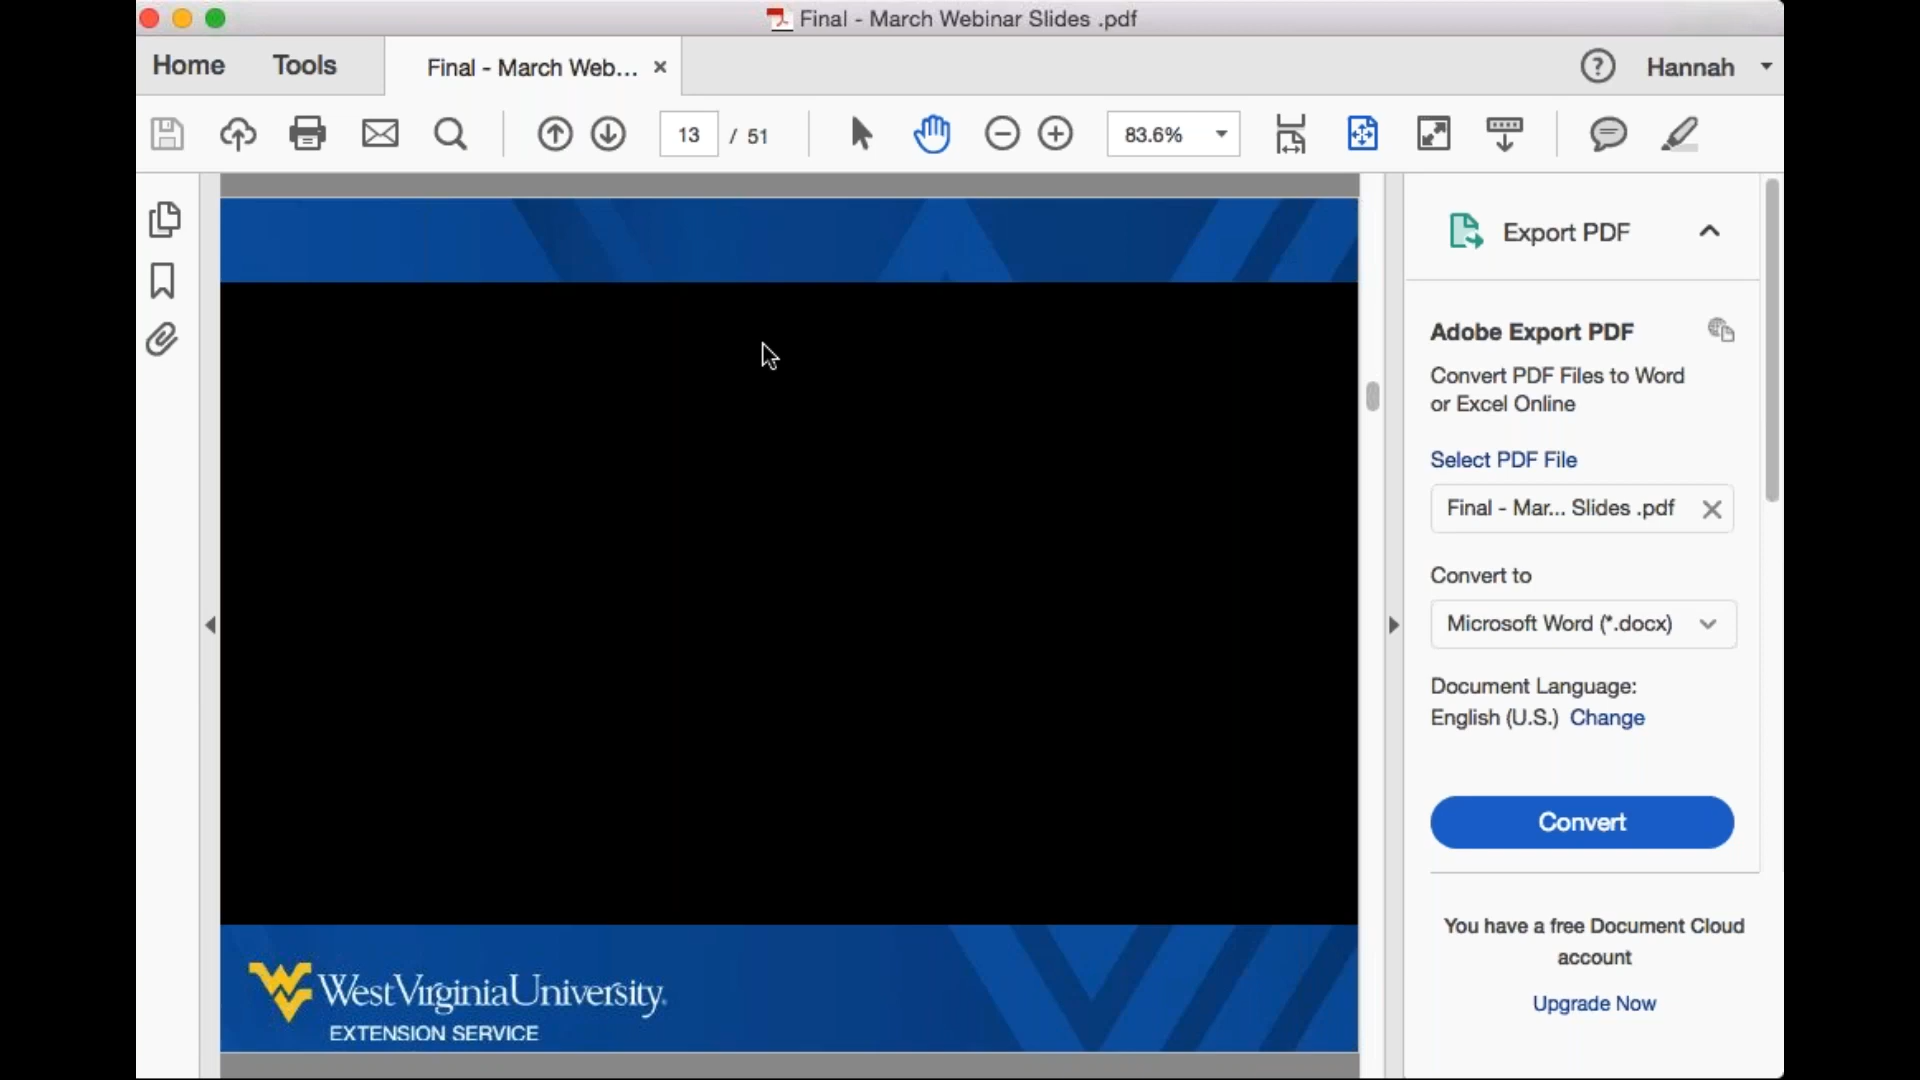 Final - March Webinar Slides .pdf
Home
Tools
Final - March Web...
Hannah
13 / 51
83.6%
Export PDF
Adobe Export PDF
Convert PDF Files to Word
or Excel Online
Select PDF File
Final - Mar... Slides .pdf
Convert to
Microsoft Word (*.docx)
Document Language:
English (U.S.) Change
Convert
You have a free Document Cloud
account
Upgrade Now
WestVirginiaUniversity.
EXTENSION SERVICE